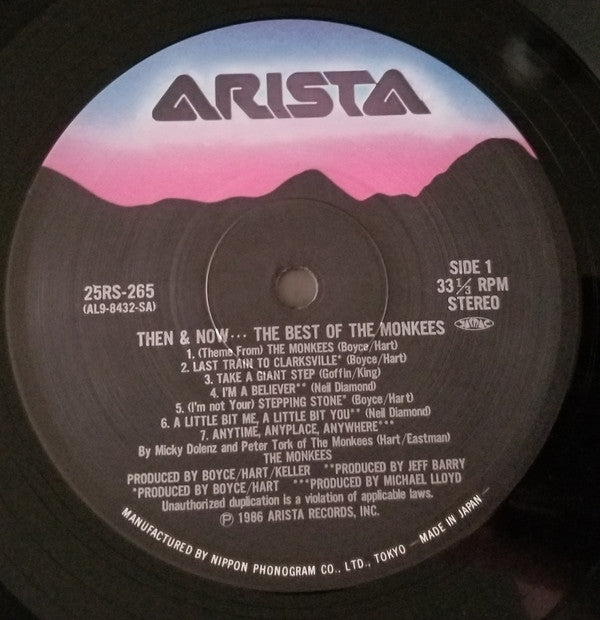 ARISTA
25RS-265
(AL9-8432-SA)
SIDE 1
33 1/3 RPM
STEREO
THEN & NOW··· THE BEST OF THE MONKEES
1. (Theme From) THE MONKEES (Boyce/Hart)
2. LAST TRAIN TO CLARKSVILLE* (Boyce/Hart)
3. TAKE A GIANT STEP (Goffin/King)
4. I'M A BELIEVER** (Neil Diamond)
5. (I'm not Your) STEPPING STONE* (Boyce/Hart)
6. A LITTLE BIT ME, A LITTLE BIT YOU** (Neil Diamond)
7. ANYTIME, ANYPLACE, ANYWHERE***
By Micky Dolenz and Peter Tork of The Monkees (Hart/Eastman)
THE MONKEES
PRODUCED BY BOYCE/HART/KELLER **PRODUCED BY JEFF BARRY
*PRODUCED BY BOYCE/HART ***PRODUCED BY MICHAEL LLOYD
Unauthorized duplication is a violation of applicable laws.
Ⓟ 1986 ARISTA RECORDS, INC.
MANUFACTURED BY NIPPON PHONOGRAM CO., LTD., TOKYO — MADE IN JAPAN —